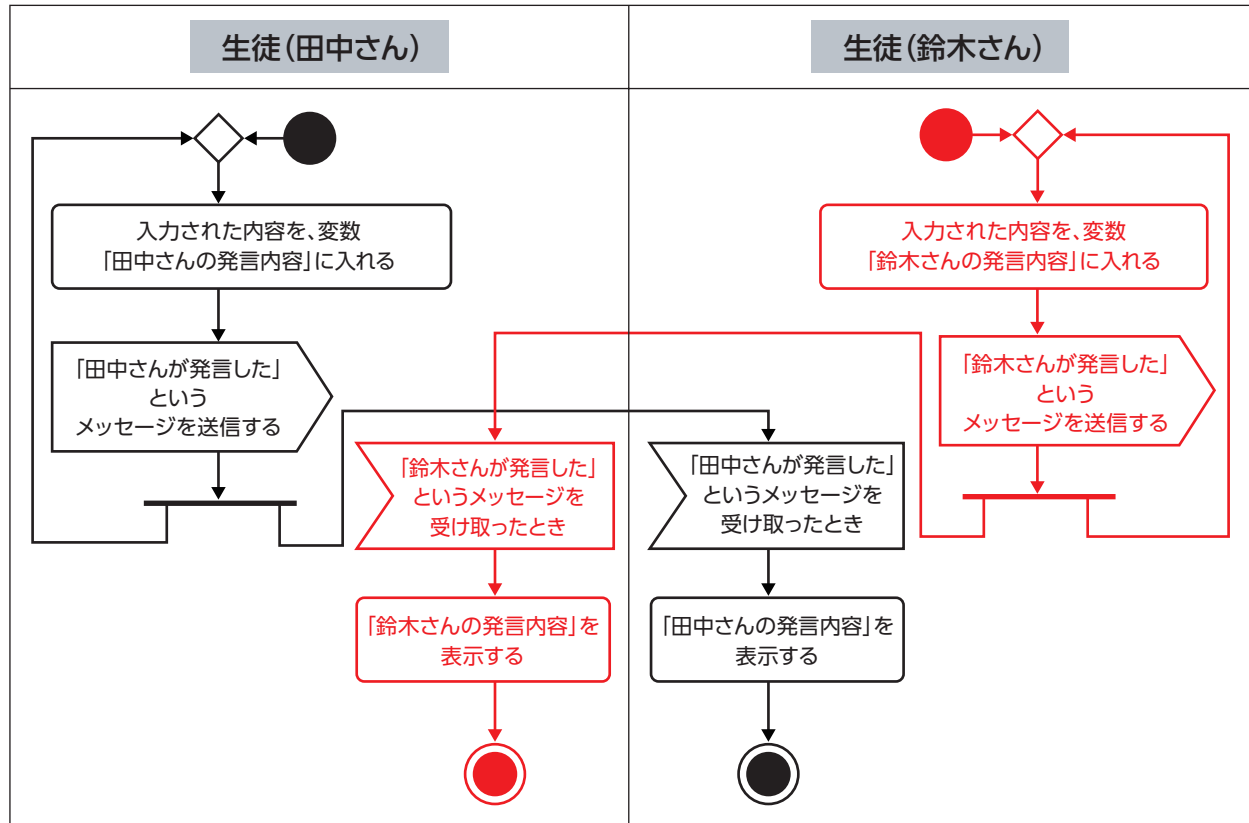 生徒(田中さん)
生徒(鈴木さん)
入力された内容を、変数
「田中さんの発言内容」に入れる
「田中さんが発言した」
という
メッセージを送信する
「鈴木さんが発言した」
というメッセージを
受け取ったとき
「鈴木さんの発言内容」を
表示する
入力された内容を、変数
「鈴木さんの発言内容」に入れる
「鈴木さんが発言した」
という
メッセージを送信する
「田中さんが発言した」
というメッセージを
受け取ったとき
「田中さんの発言内容」を
表示する